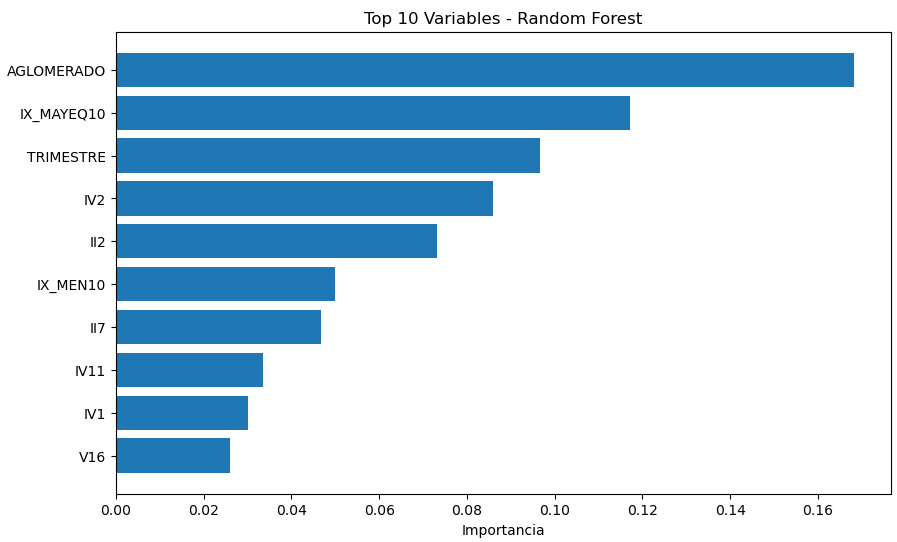 Top 10 Variables - Random Forest
AGLOMERADO
IX_MAYEQ10
TRIMESTRE
IV2
II2
IX_MEN10
II7
IV11
IV1
V16
0.00 0.02 0.04 0.06 0.08 0.10 0.12 0.14 0.16
Importancia